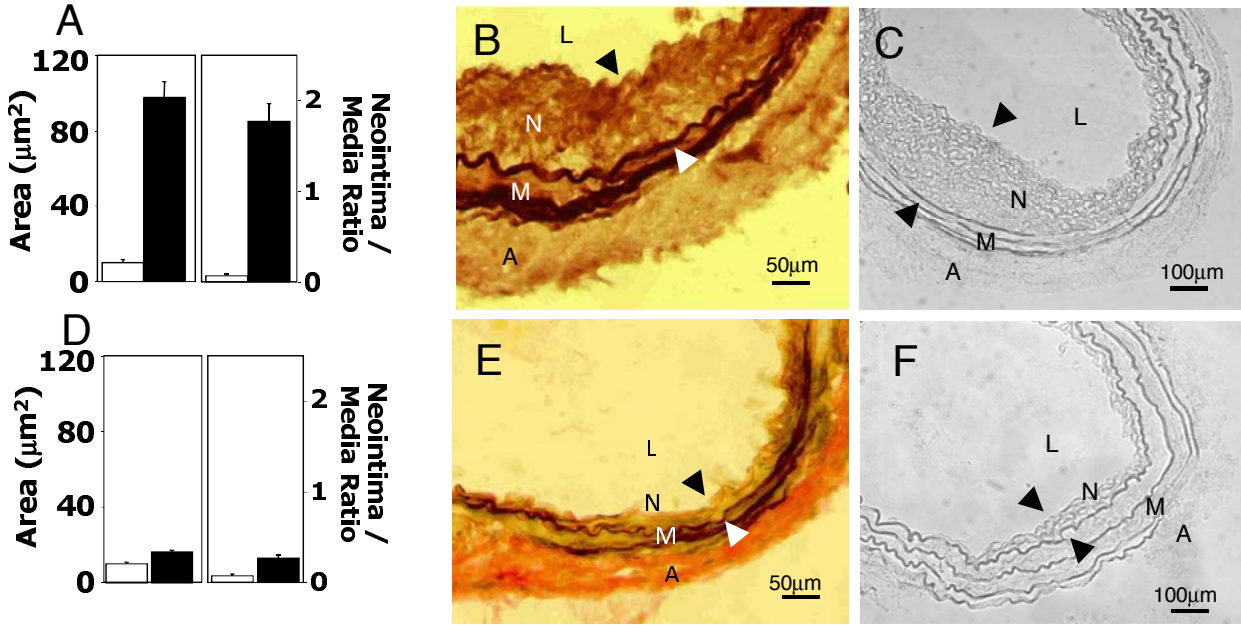 A
120
80
40
0
Area (μm²)
2
1
0
Neointima /
Media Ratio
B
L
N
M
A
50μm
C
L
N
M
A
100μm
D
120
80
40
0
Area (μm²)
2
1
0
Neointima /
Media Ratio
E
L
N
M
A
50μm
F
L
N
M
A
100μm